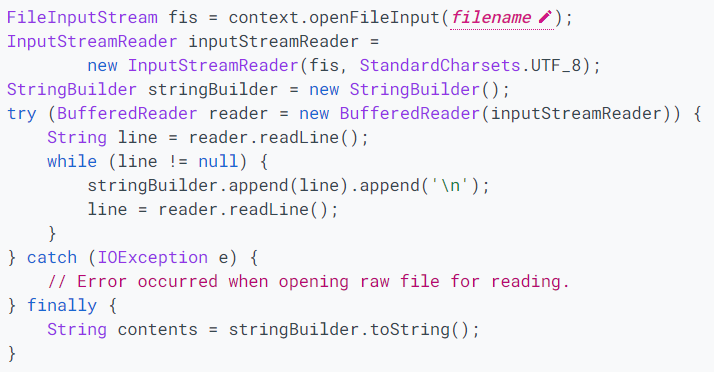 FileInputStream fis = context.openFileInput(filename);
InputStreamReader inputStreamReader =
        new InputStreamReader(fis, StandardCharsets.UTF_8);
StringBuilder stringBuilder = new StringBuilder();
try (BufferedReader reader = new BufferedReader(inputStreamReader)) {
    String line = reader.readLine();
    while (line != null) {
        stringBuilder.append(line).append('\n');
        line = reader.readLine();
    }
} catch (IOException e) {
    // Error occurred when opening raw file for reading.
} finally {
    String contents = stringBuilder.toString();
}